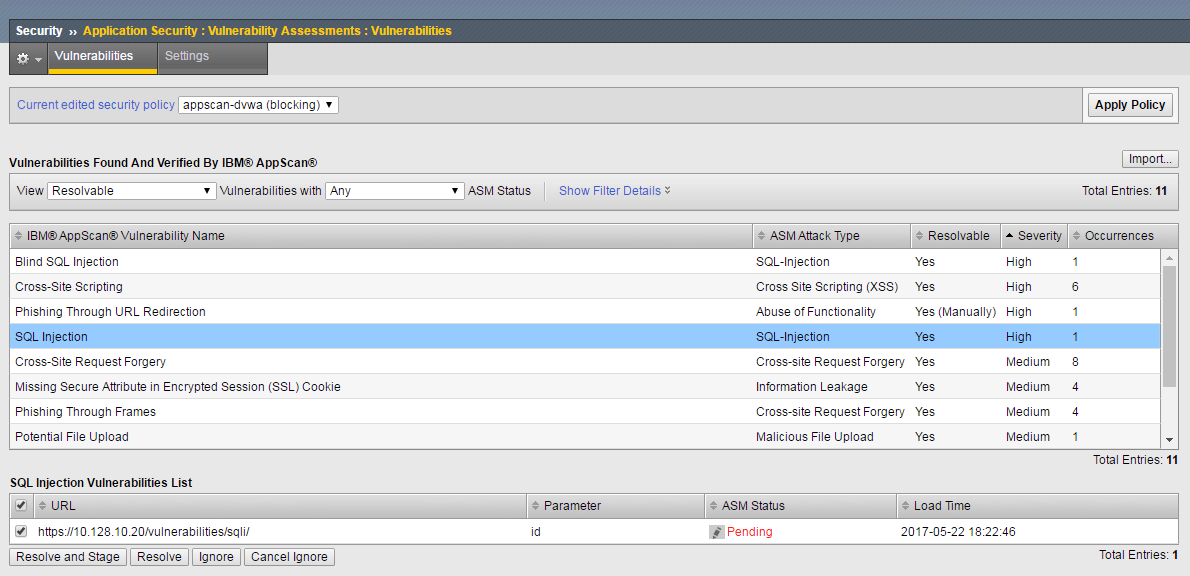 Security ›› Application Security : Vulnerability Assessments : Vulnerabilities
Vulnerabilities Settings
Current edited security policy appscan-dvwa (blocking) Apply Policy
Vulnerabilities Found And Verified By IBM® AppScan® Import...
View Resolvable Vulnerabilities with Any ASM Status Show Filter Details Total Entries: 11
IBM® AppScan® Vulnerability Name ASM Attack Type Resolvable Severity Occurrences
Blind SQL Injection SQL-Injection Yes High 1
Cross-Site Scripting Cross Site Scripting (XSS) Yes High 6
Phishing Through URL Redirection Abuse of Functionality Yes (Manually) High 1
SQL Injection SQL-Injection Yes High 1
Cross-Site Request Forgery Cross-site Request Forgery Yes Medium 8
Missing Secure Attribute in Encrypted Session (SSL) Cookie Information Leakage Yes Medium 4
Phishing Through Frames Cross-site Request Forgery Yes Medium 4
Potential File Upload Malicious File Upload Yes Medium 1
Total Entries: 11
SQL Injection Vulnerabilities List
URL Parameter ASM Status Load Time
https://10.128.10.20/vulnerabilities/sqli/ id Pending 2017-05-22 18:22:46
Resolve and Stage Resolve Ignore Cancel Ignore Total Entries: 1